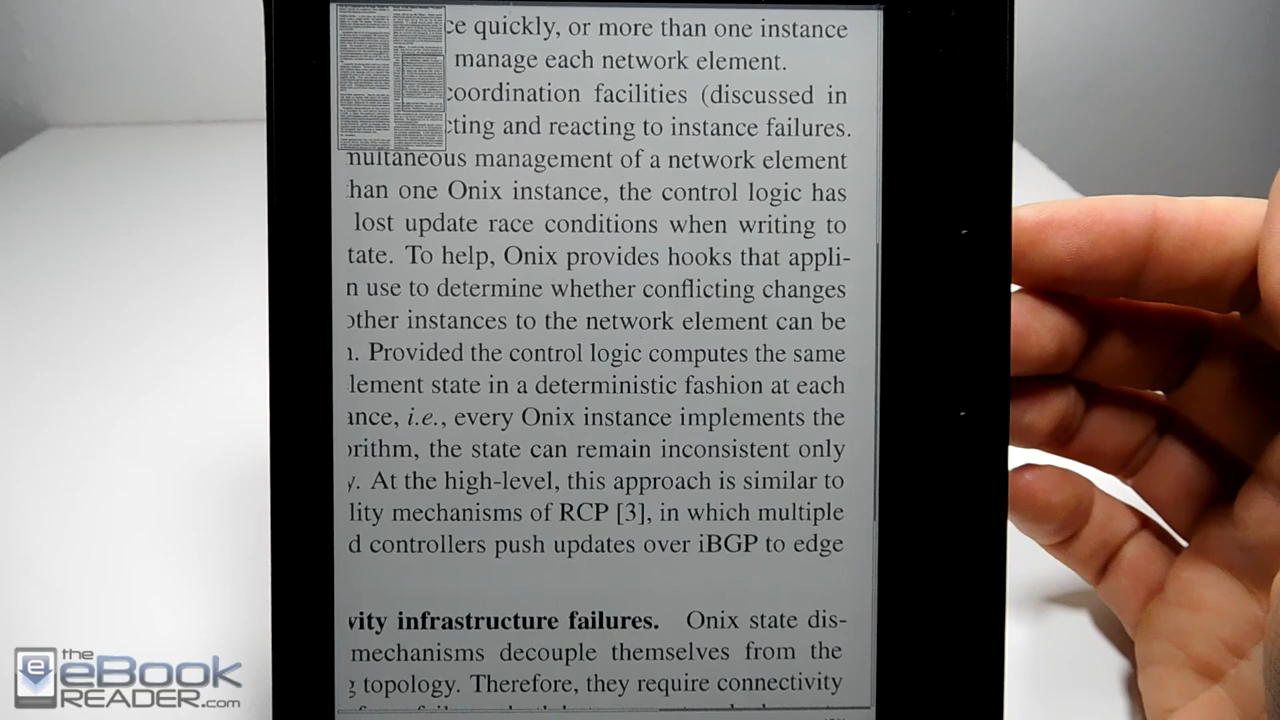 ce quickly, or more than one instance
manage each network element.
coordination facilities (discussed in
cting and reacting to instance failures.
multaneous management of a network element
han one Onix instance, the control logic has
lost update race conditions when writing to
tate. To help, Onix provides hooks that appli-
n use to determine whether conflicting changes
other instances to the network element can be
. Provided the control logic computes the same
lement state in a deterministic fashion at each
ance, i.e., every Onix instance implements the
orithm, the state can remain inconsistent only
y. At the high-level, this approach is similar to
lity mechanisms of RCP [3], in which multiple
d controllers push updates over iBGP to edge
vity infrastructure failures. Onix state dis-
mechanisms decouple themselves from the
g topology. Therefore, they require connectivity
the
eBook
READER.com